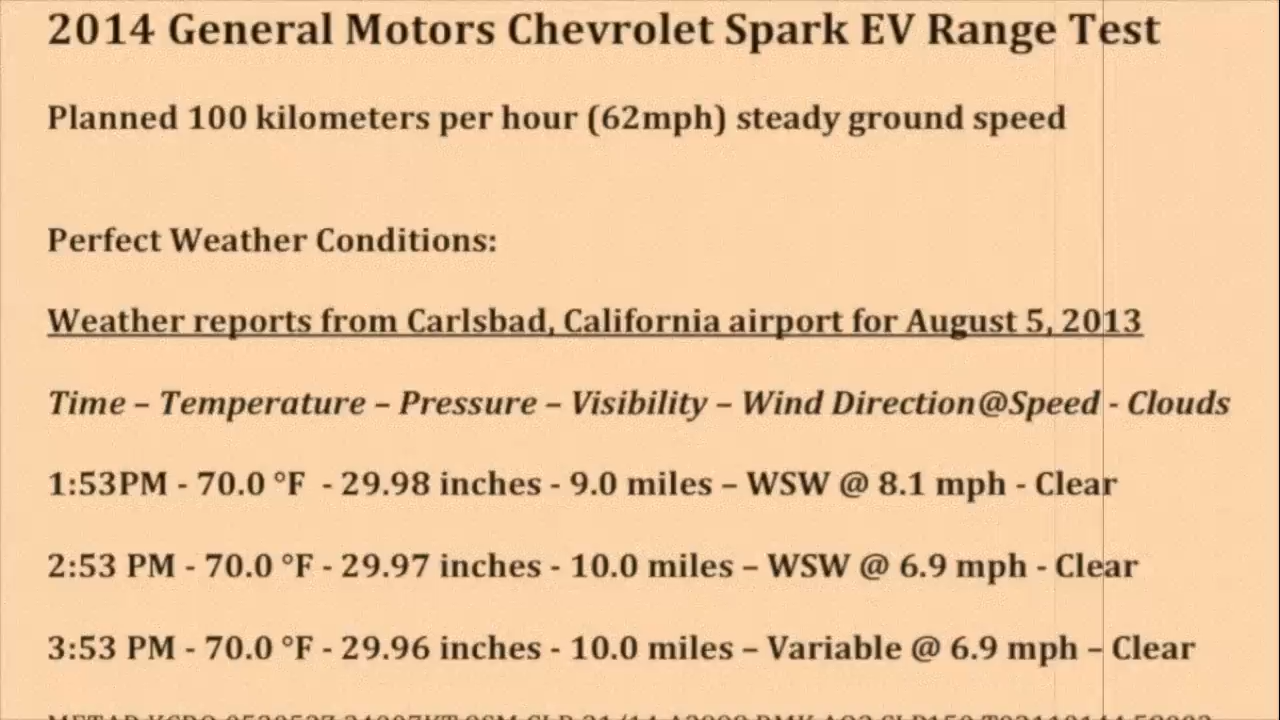 2014 General Motors Chevrolet Spark EV Range Test
Planned 100 kilometers per hour (62mph) steady ground speed
Perfect Weather Conditions:
Weather reports from Carlsbad, California airport for August 5, 2013
Time – Temperature – Pressure – Visibility – Wind Direction@Speed - Clouds
1:53PM - 70.0 °F - 29.98 inches - 9.0 miles – WSW @ 8.1 mph - Clear
2:53 PM - 70.0 °F - 29.97 inches - 10.0 miles – WSW @ 6.9 mph - Clear
3:53 PM - 70.0 °F - 29.96 inches - 10.0 miles – Variable @ 6.9 mph – Clear